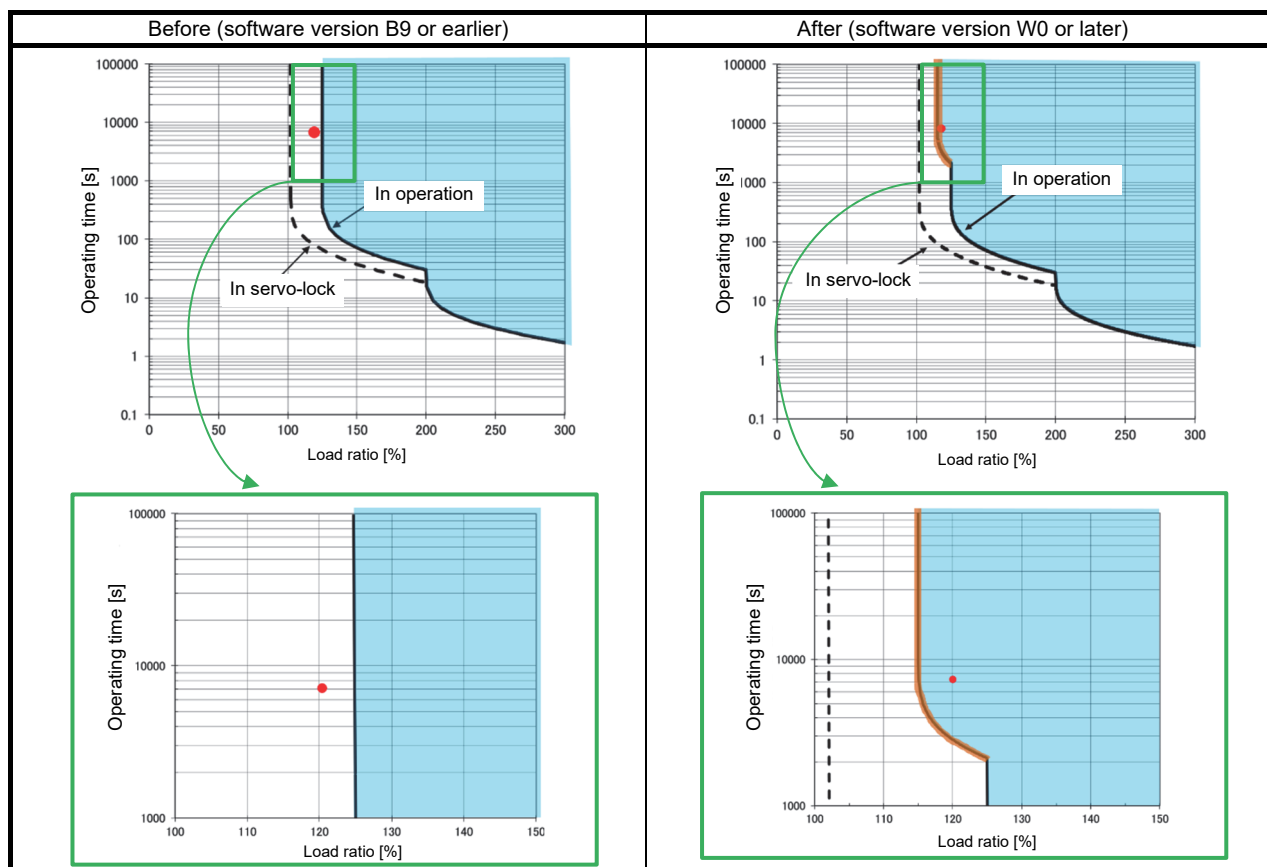 Before (software version B9 or earlier)
After (software version W0 or later)
100000
10000
1000
100
10
1
0.1
Operating time [s]
In operation
In servo-lock
0 50 100 150 200 250 300
Load ratio [%]
100000
10000
1000
100
10
1
0.1
Operating time [s]
In operation
In servo-lock
0 50 100 150 200 250 300
Load ratio [%]
100000
10000
1000
Operating time [s]
100 110 120 130 140 150
Load ratio [%]
100000
10000
1000
Operating time [s]
100 110 120 130 140 150
Load ratio [%]